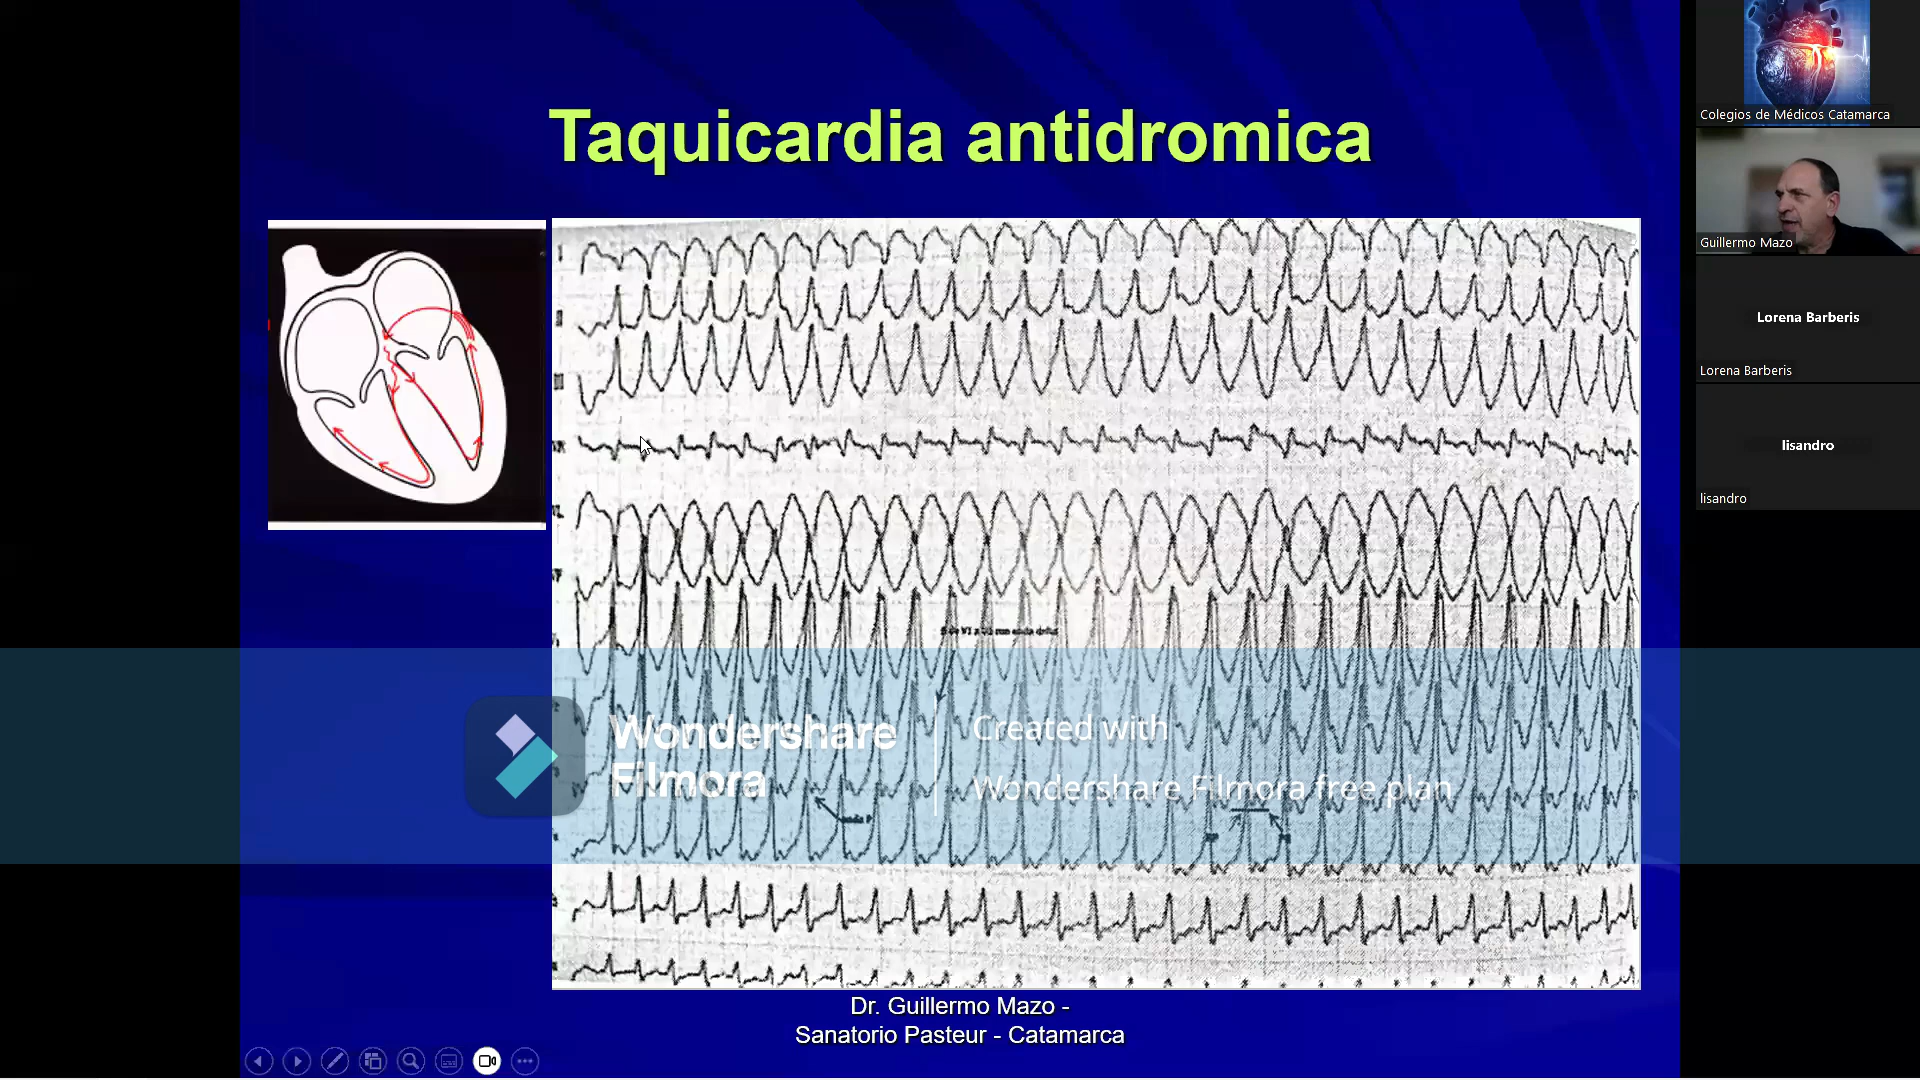 Taquicardia antidromica
Wondershare
Filmora
Created with
Wondershare Filmora free plan
onda P
Dr. Guillermo Mazo -
Sanatorio Pasteur - Catamarca
Colegios de Médicos Catamarca
Guillermo Mazo
Lorena Barberis
Lorena Barberis
lisandro
lisandro